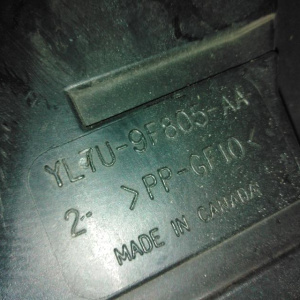 YL7U-9F805-AA
2-- >PP-GF10<
MADE IN CANADA